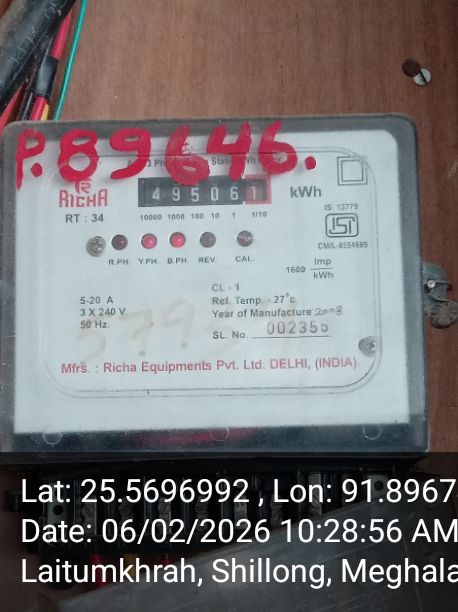 P.89646.
RICHA
495061 kWh
RT : 34
10000 1000 100 10 1 1/10
IS: 13779
R.PH. Y.PH. B.PH. REV. CAL.
1600 Imp
kWh
CL - 1
5-20 A
Ref. Temp. - 27°c
3 X 240 V
Year of Manufacture 2008
50 Hz.
SL. No. 002355
Mfrs. : Richa Equipments Pvt. Ltd. DELHI, (INDIA)
Lat: 25.5696992 , Lon: 91.8967
Date: 06/02/2026 10:28:56 AM
Laitumkhrah, Shillong, Meghala